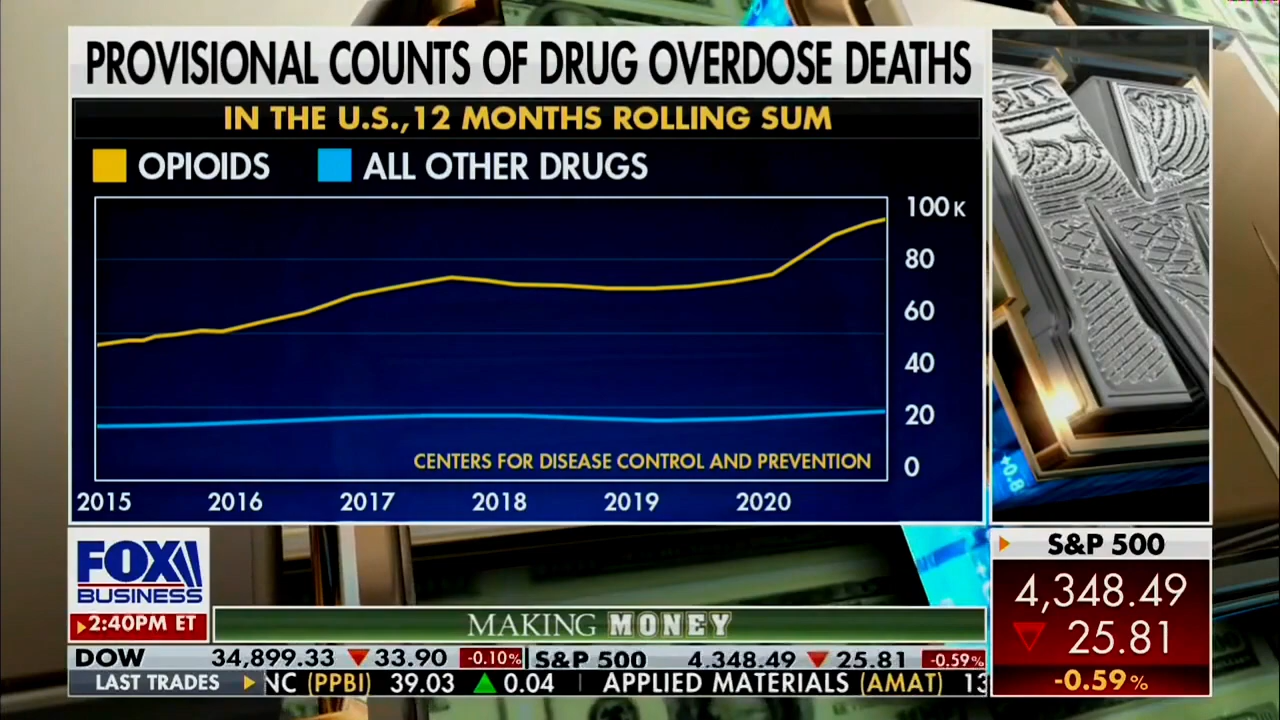 PROVISIONAL COUNTS OF DRUG OVERDOSE DEATHS
IN THE U.S.,12 MONTHS ROLLING SUM
OPIOIDS ALL OTHER DRUGS
100K
80
60
40
20
0
CENTERS FOR DISEASE CONTROL AND PREVENTION
2015 2016 2017 2018 2019 2020
+0.8
FOX
BUSINESS
2:40PM ET
MAKING MONEY
S&P 500
4,348.49
25.81
-0.59%
DOW 34,899.33 33.90 -0.10% S&P 500 4,348.49 25.81 -0.59%
LAST TRADES NC (PPBI) 39.03 0.04 APPLIED MATERIALS (AMAT) 13